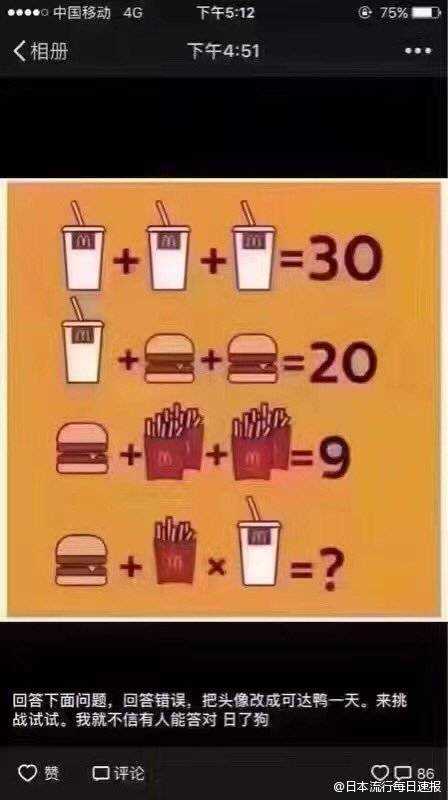 中国移动 4G 下午5:12 75%
相册 下午4:51
+ + =30
+ + =20
+ + =9
+ × =?
回答下面问题，回答错误，把头像改成可达鸭一天。来挑
战试试。我就不信有人能答对 日了狗
赞 评论 86
@日本流行每日速报